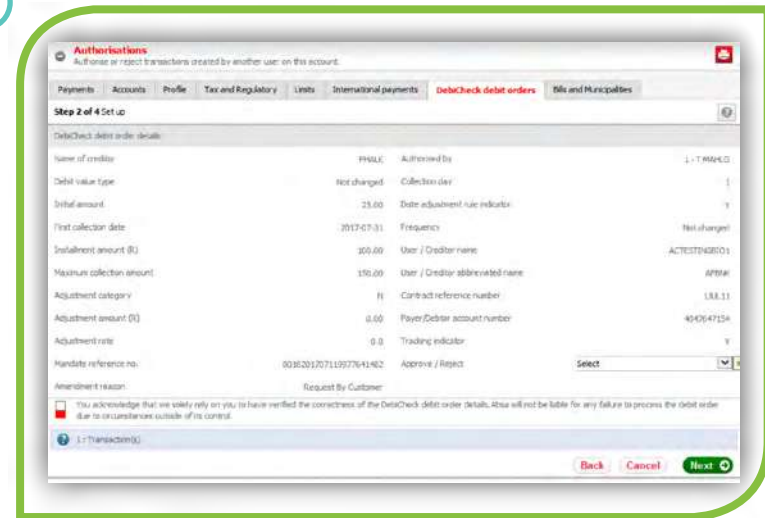 Authorisations
Authorise or reject transactions created by another user on this account.
Payments Accounts Profile Tax and Regulatory Limits International payments DebiCheck debit orders Bills and Municipalities
Step 2 of 4 Set up
DebiCheck debit order details
Name of creditor PHALE Authorised by 1 - T MAHLO
Debit value type Not changed Collection day 1
Initial amount 25.00 Date adjustment rule indicator Y
First collection date 2017-07-31 Frequency Not changed
Installment amount (R) 100.00 User / Creditor name
Maximum collection amount 150.00 User / Creditor abbreviated name
Adjustment category N Contract reference number
Adjustment amount (R) 0.00 Payer/Debtor account number 4047647154
Adjustment rate 0.0 Tracking indicator Y
Mandate reference no. Approve / Reject Select
Amendment reason Request By Customer
You acknowledge that we solely rely on you to have verified the correctness of the DebiCheck debit order details. Absa will not be liable for any failure to process the debit order
due to circumstances outside of its control.
1 : Transaction(s)
Back Cancel Next